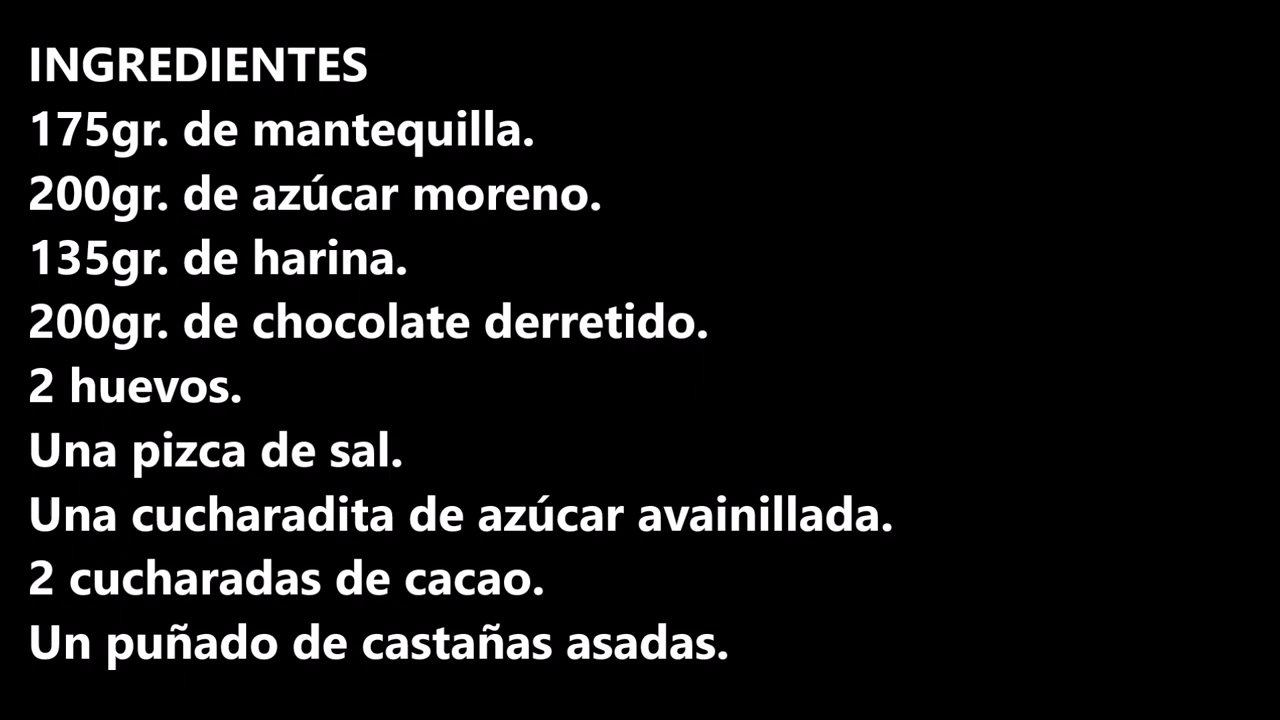 INGREDIENTES
175gr. de mantequilla.
200gr. de azúcar moreno.
135gr. de harina.
200gr. de chocolate derretido.
2 huevos.
Una pizca de sal.
Una cucharadita de azúcar avainillada.
2 cucharadas de cacao.
Un puñado de castañas asadas.